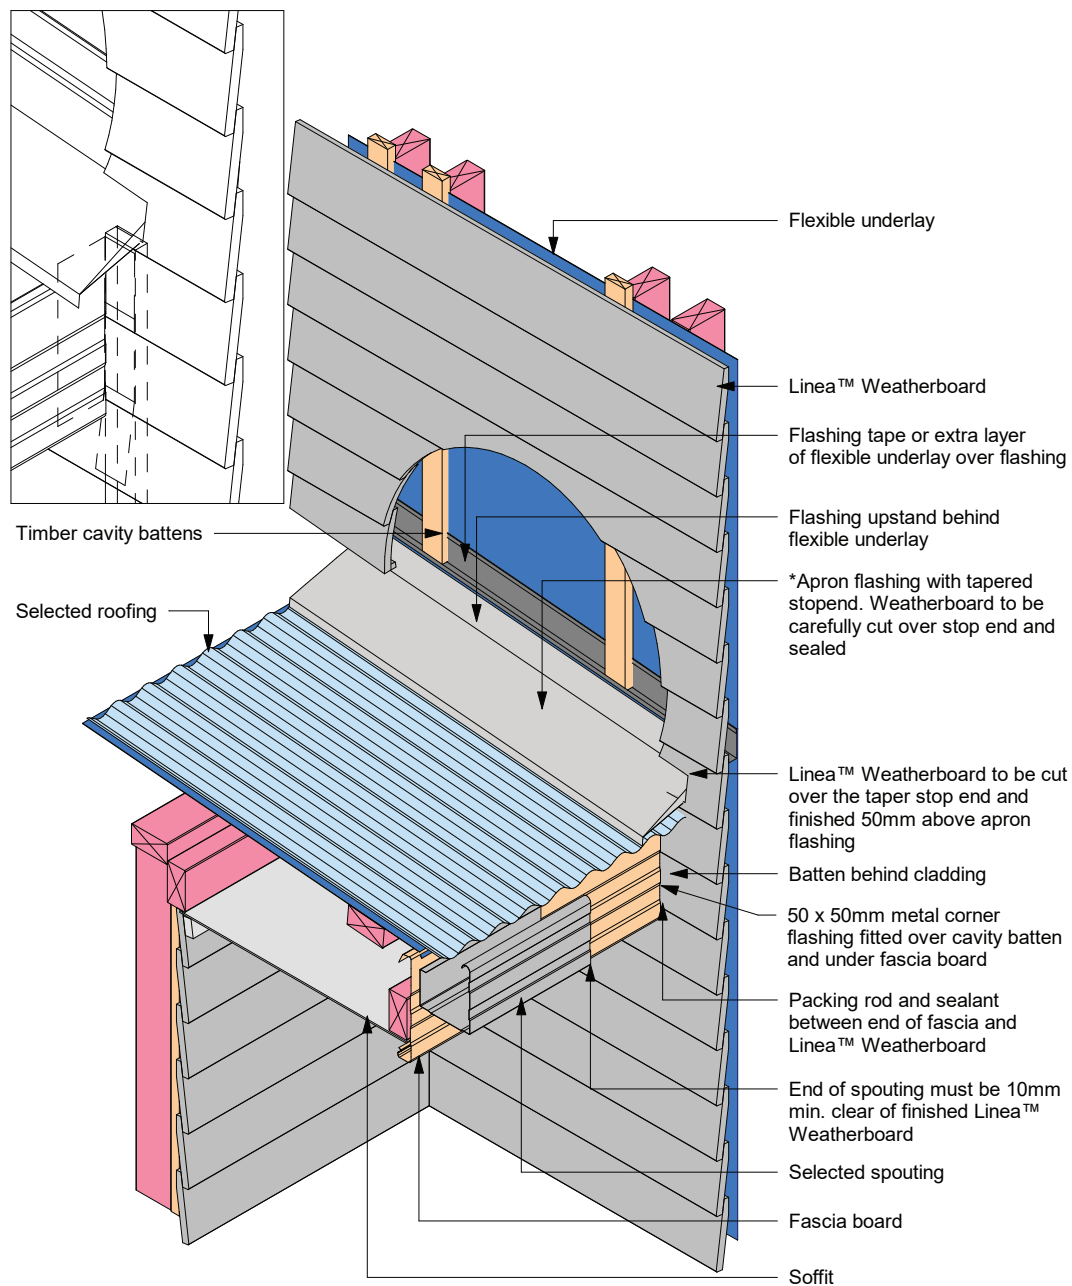 Flexible underlay
Linea™ Weatherboard
Flashing tape or extra layer
of flexible underlay over flashing
Timber cavity battens
Flashing upstand behind
flexible underlay
*Apron flashing with tapered
stopend. Weatherboard to be
carefully cut over stop end and
sealed
Selected roofing
Linea™ Weatherboard to be cut
over the taper stop end and
finished 50mm above apron
flashing
Batten behind cladding
50 x 50mm metal corner
flashing fitted over cavity batten
and under fascia board
Packing rod and sealant
between end of fascia and
Linea™ Weatherboard
End of spouting must be 10mm
min. clear of finished Linea™
Weatherboard
Selected spouting
Fascia board
Soffit